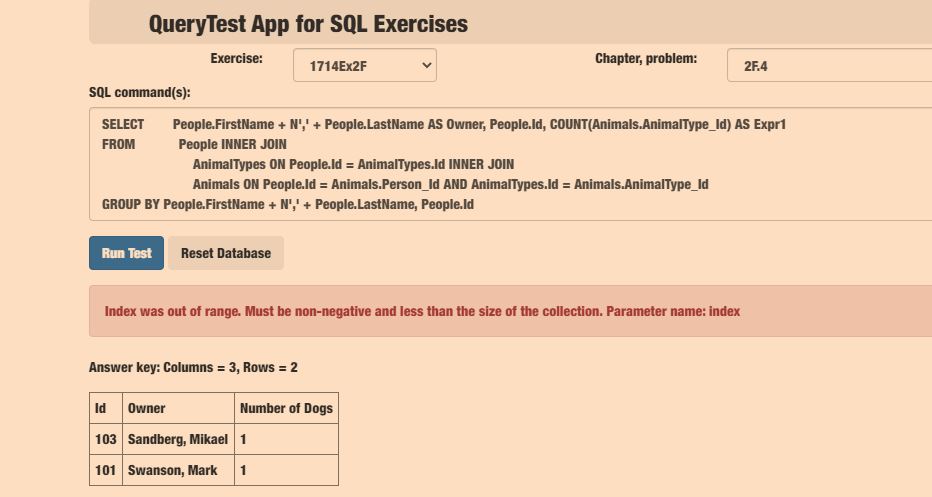 QueryTest App for SQL Exercises
Exercise: 1714Ex2F Chapter, problem: 2F.4
SQL command(s):
SELECT People.FirstName + N',' + People.LastName AS Owner, People.Id, COUNT(Animals.AnimalType_Id) AS Expr1
FROM People INNER JOIN
AnimalTypes ON People.Id = AnimalTypes.Id INNER JOIN
Animals ON People.Id = Animals.Person_Id AND AnimalTypes.Id = Animals.AnimalType_Id
GROUP BY People.FirstName + N',' + People.LastName, People.Id
Run Test Reset Database
Index was out of range. Must be non-negative and less than the size of the collection. Parameter name: index
Answer key: Columns = 3, Rows = 2
Id Owner Number of Dogs
103 Sandberg, Mikael 1
101 Swanson, Mark 1